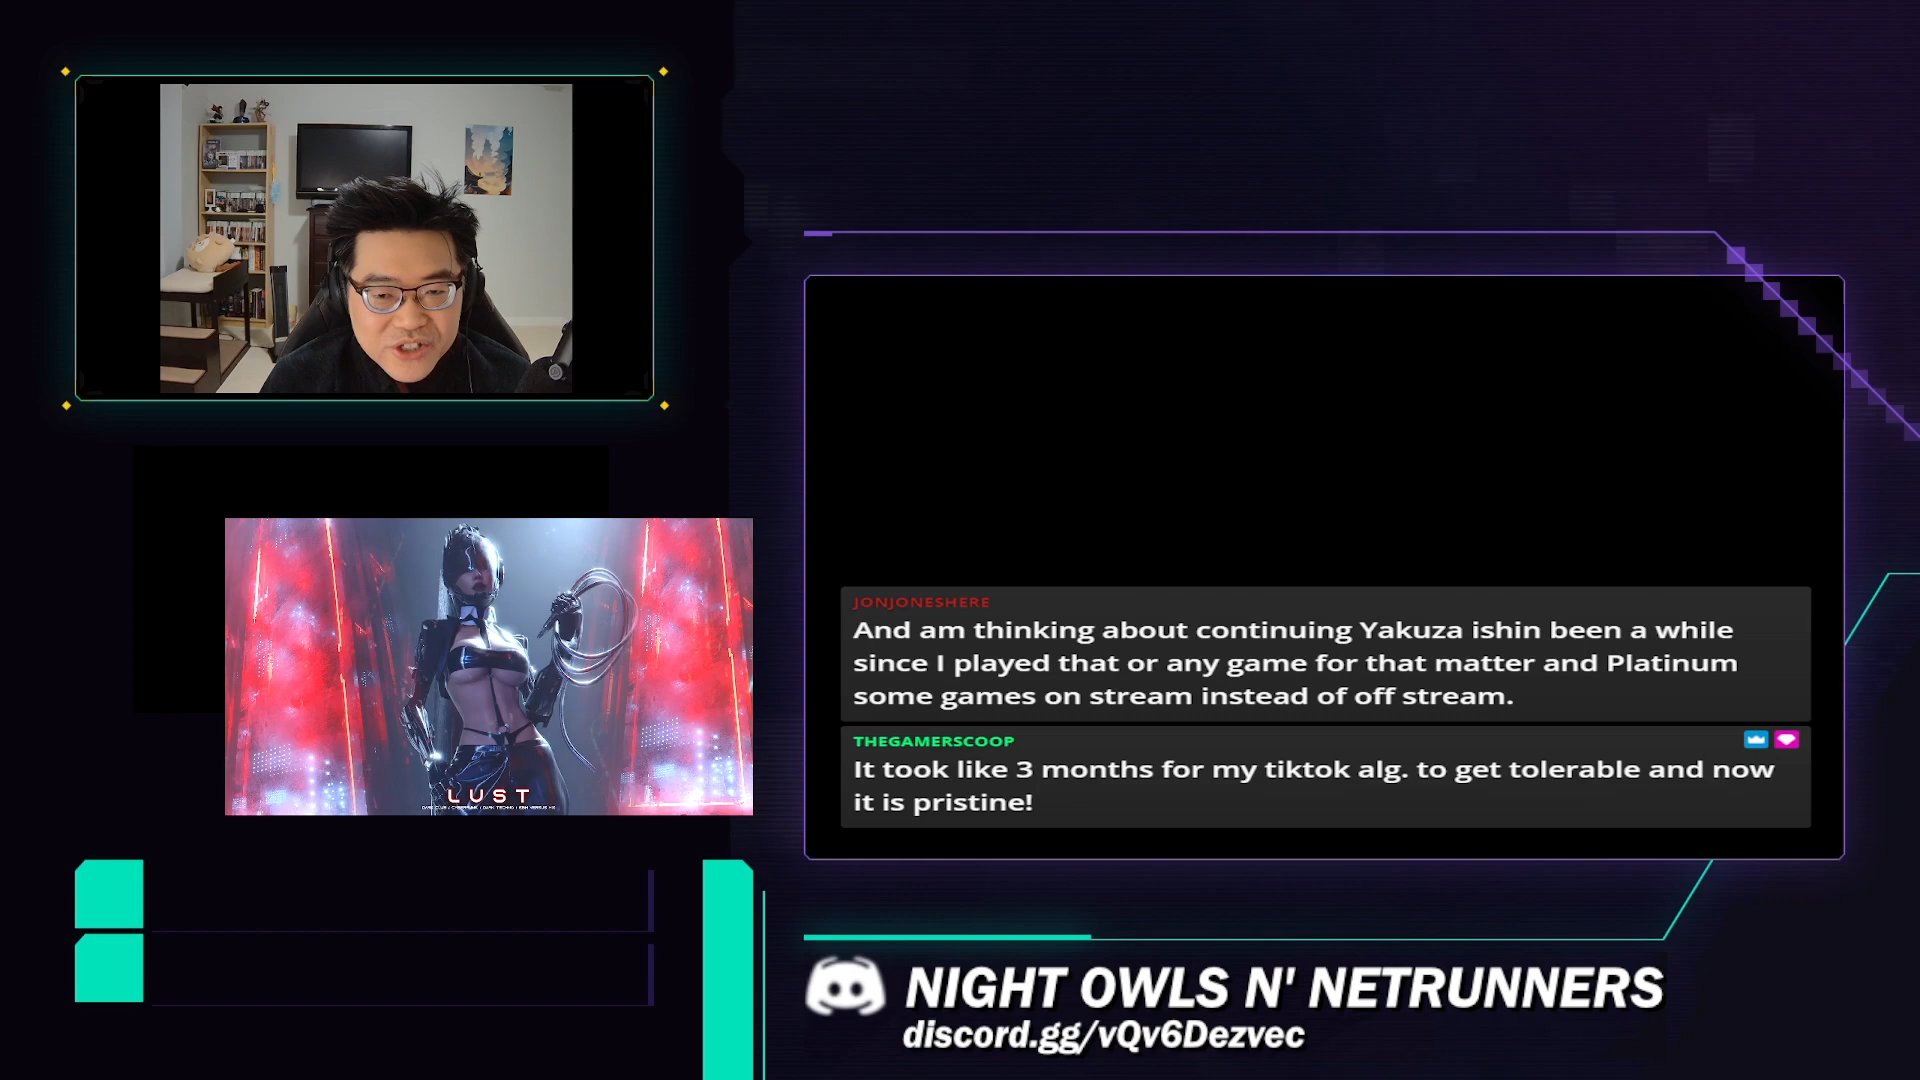 JONJONESHERE
And am thinking about continuing Yakuza ishin been a while
since I played that or any game for that matter and Platinum
some games on stream instead of off stream.
THEGAMERSCOOP
It took like 3 months for my tiktok alg. to get tolerable and now
it is pristine!
LUST
NIGHT OWLS N' NETRUNNERS
discord.gg/vQv6Dezvec